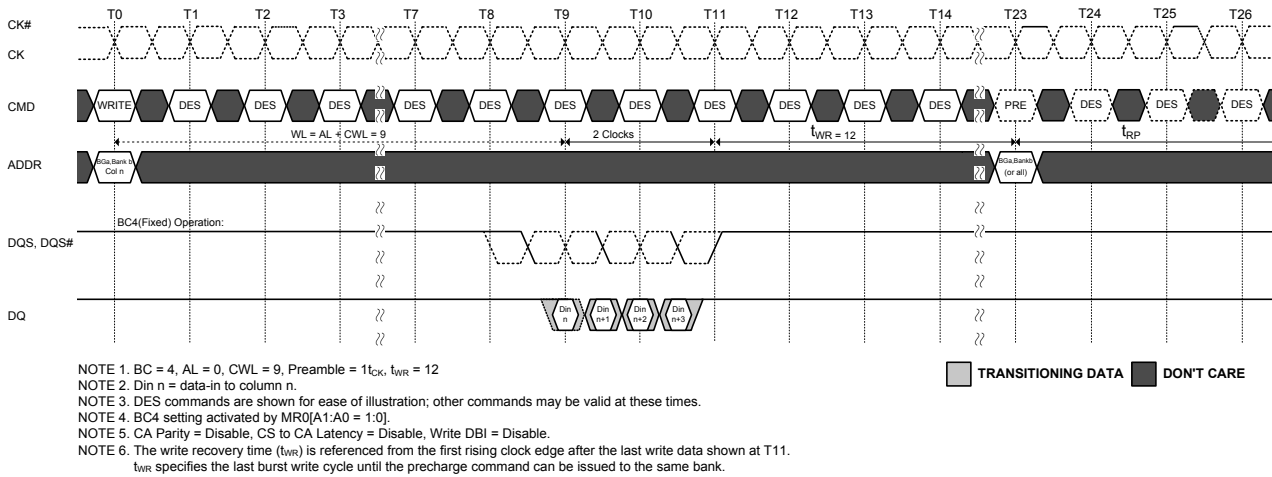 T0 T1 T2 T3 T7 T8 T9 T10 T11 T12 T13 T14 T23 T24 T25 T26
CK#
CK
CMD WRITE DES DES DES DES DES DES DES DES DES DES DES PRE DES DES DES
WL = AL + CWL = 9 2 Clocks tWR = 12 tRP
ADDR
BGa,Bank b
Col n
BGa,Bankb
(or all)
BC4(Fixed) Operation:
DQS, DQS#
DQ
Din
n
Din
n+1
Din
n+2
Din
n+3
NOTE 1. BC = 4, AL = 0, CWL = 9, Preamble = 1tCK, tWR = 12
NOTE 2. Din n = data-in to column n.
NOTE 3. DES commands are shown for ease of illustration; other commands may be valid at these times.
NOTE 4. BC4 setting activated by MR0[A1:A0 = 1:0].
NOTE 5. CA Parity = Disable, CS to CA Latency = Disable, Write DBI = Disable.
NOTE 6. The write recovery time (tWR) is referenced from the first rising clock edge after the last write data shown at T11.
tWR specifies the last burst write cycle until the precharge command can be issued to the same bank.
TRANSITIONING DATA DON'T CARE